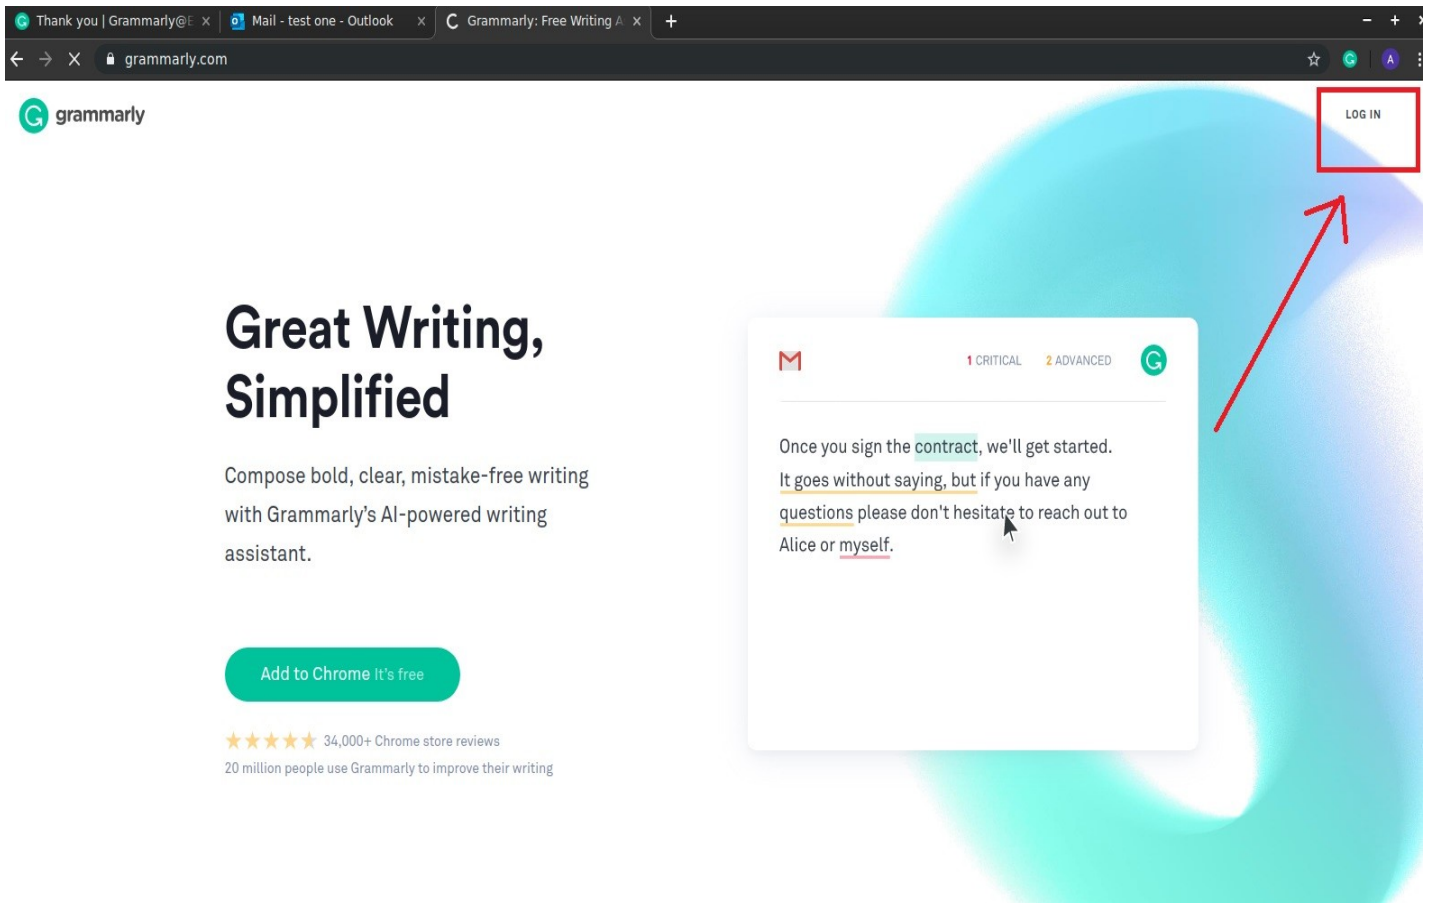 Thank you | Grammarly@E
Mail - test one - Outlook
Grammarly: Free Writing A
grammarly.com
A
grammarly
LOG IN
Great Writing,
Simplified
Compose bold, clear, mistake-free writing
with Grammarly's AI-powered writing
assistant.
Add to Chrome It's free
34,000+ Chrome store reviews
20 million people use Grammarly to improve their writing
1 CRITICAL 2 ADVANCED
Once you sign the contract, we'll get started.
It goes without saying, but if you have any
questions please don't hesitate to reach out to
Alice or myself.